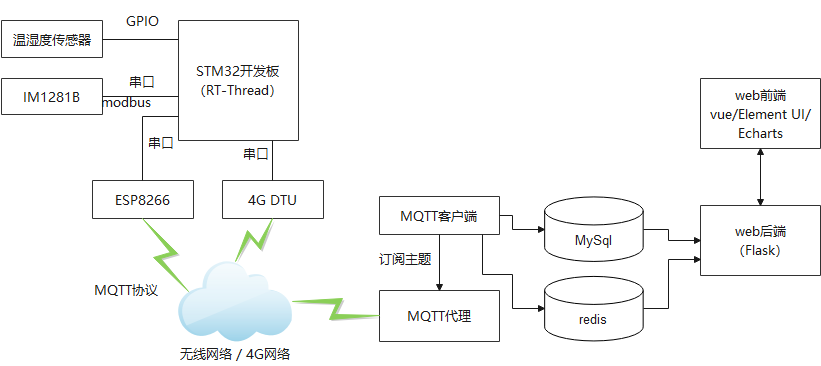 GPIO
温湿度传感器
STM32开发板
（RT-Thread）
IM1281B
串口
modbus
串口
串口
ESP8266
4G DTU
MQTT协议
无线网络 / 4G网络
MQTT客户端
订阅主题
MQTT代理
MySql
redis
web前端
vue/Element UI/
Echarts
web后端
（Flask）